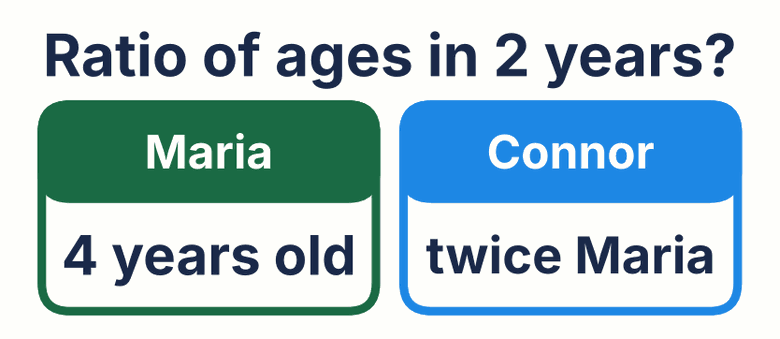 Ratio of ages in 2 years?
Maria
4 years old
Connor
twice Maria